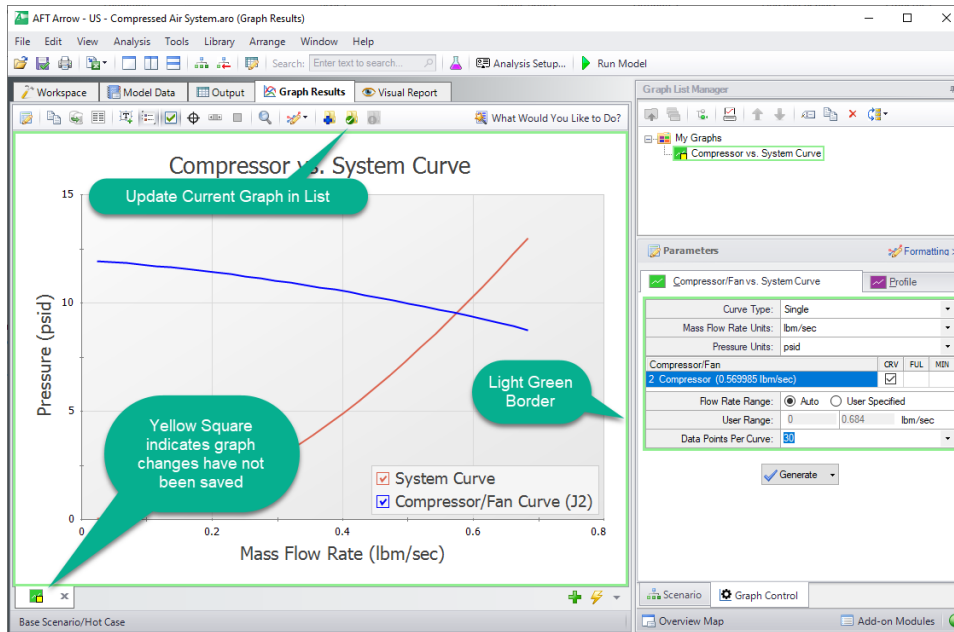 AFT Arrow - US - Compressed Air System.aro (Graph Results)
File Edit View Analysis Tools Library Arrange Window Help
Search: Enter text to search... Analysis Setup... Run Model
Workspace Model Data Output Graph Results Visual Report
What Would You Like to Do?
Compressor vs. System Curve
Update Current Graph in List
15
10
5
0
Pressure (psid)
Light Green
Border
Yellow Square
indicates graph
changes have not
been saved
System Curve
Compressor/Fan Curve (J2)
0 0.2 0.4 0.6 0.8
Mass Flow Rate (lbm/sec)
Base Scenario/Hot Case
Graph List Manager
My Graphs
Compressor vs. System Curve
Parameters Formatting
Compressor/Fan vs. System Curve Profile
Curve Type: Single
Mass Flow Rate Units: lbm/sec
Pressure Units: psid
Compressor/Fan CRV FUL MIN
2 Compressor (0.569985 lbm/sec)
Flow Rate Range: Auto User Specified
User Range: 0 0.684 lbm/sec
Data Points Per Curve: 30
Generate
Scenario Graph Control
Overview Map Add-on Modules